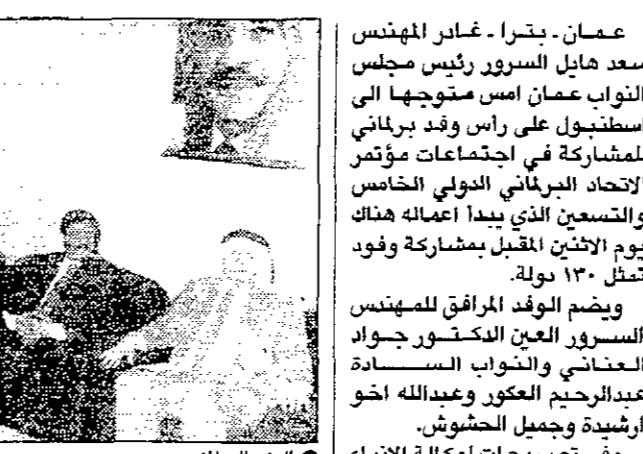 عمان ـ بترا ـ غادر المهندس
سعد هايل السرور رئيس مجلس
النواب عمان امس متوجها الى
اسطنبول على رأس وفد برلماني
للمشاركة في اجتماعات مؤتمر
الاتحاد البرلماني الدولي الخامس
والتسعين الذي يبدأ اعماله هناك
يوم الاثنين المقبل بمشاركة وفود
تمثل ١٣٠ دولة.
ويضم الوفد المرافق للمهندس
السرور العين الدكتور جواد
العناني والنواب السادة
عبدالرحيم العكور وعبدالله اخو
ارشيدة وجميل الحشوش.